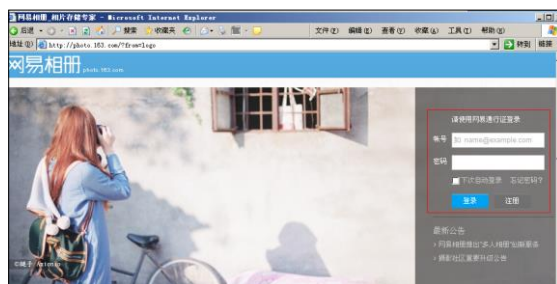 网易相册_相片存储专家 - Microsoft Internet Explorer
后退 搜索 收藏夹 文件(F) 编辑(E) 查看(V) 收藏(A) 工具(T) 帮助(H)
地址(D) http://photo.163.com/?from=logo 转到 链接
网易相册 photo.163.com
请使用网易通行证登录
帐号 如 name@example.com
密码
下次自动登录 忘记密码?
登录 注册
最新公告
› 网易相册推出"多人相册"创新服务
› 摄影社区重要升级公告